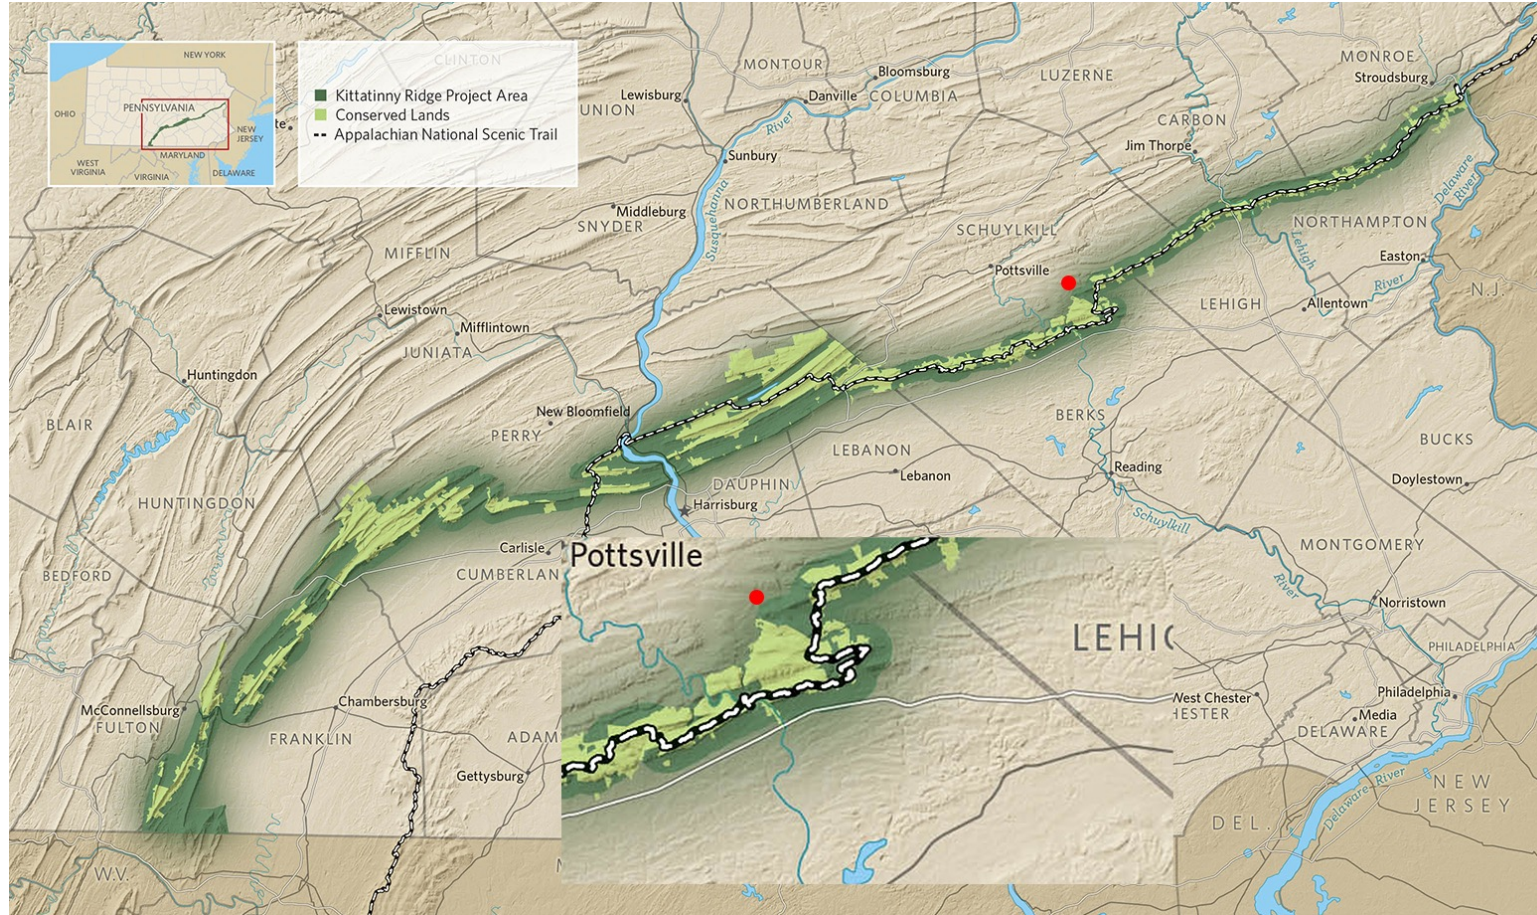 NEW YORK
OHIO
PENNSYLVANIA
NEW
JERSEY
WEST
VIRGINIA
MARYLAND
VIRGINIA
DELAWARE
CLINTON
Kittatinny Ridge Project Area
Conserved Lands
Appalachian National Scenic Trail
te
UNION
Lewisburg
MONTOUR
Danville
Bloomsburg
COLUMBIA
River
LUZERNE
MONROE
Stroudsburg
CARBON
Jim Thorpe
Sunbury
Susquehanna
NORTHUMBERLAND
Middleburg
SNYDER
MIFFLIN
SCHUYLKILL
Pottsville
NORTHAMPTON
Delaware
River
Lehigh
River
Easton
LEHIGH
Allentown
N.J.
Lewistown
Mifflintown
JUNIATA
Huntingdon
BLAIR
New Bloomfield
PERRY
HUNTINGDON
BERKS
LEBANON
Lebanon
DAUPHIN
Harrisburg
Reading
BUCKS
Doylestown
Schuylkill
River
MONTGOMERY
Norristown
BEDFORD
Carlisle
CUMBERLAN
Pottsville
LEHIC
PHILADELPHIA
Philadelphia
West Chester
HESTER
Media
DELAWARE
McConnellsburg
FULTON
Chambersburg
FRANKLIN
ADAM
Gettysburg
Delaware River
NEW
JERSEY
DEL.
W.V.
M